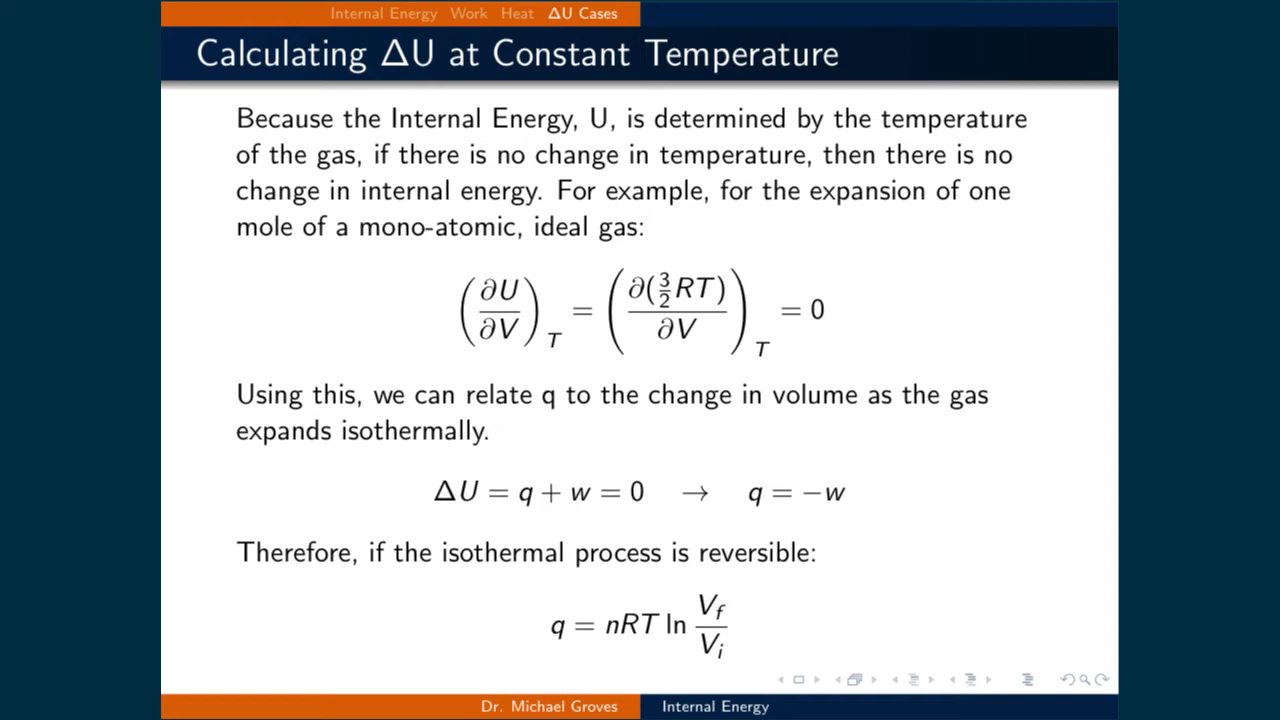 Internal Energy Work Heat ΔU Cases
Calculating ΔU at Constant Temperature
Because the Internal Energy, U, is determined by the temperature
of the gas, if there is no change in temperature, then there is no
change in internal energy. For example, for the expansion of one
mole of a mono-atomic, ideal gas:
(∂U/∂V)_T = (∂(3/2 RT)/∂V)_T = 0
Using this, we can relate q to the change in volume as the gas
expands isothermally.
ΔU = q + w = 0 → q = −w
Therefore, if the isothermal process is reversible:
q = nRT ln V_f/V_i
Dr. Michael Groves Internal Energy